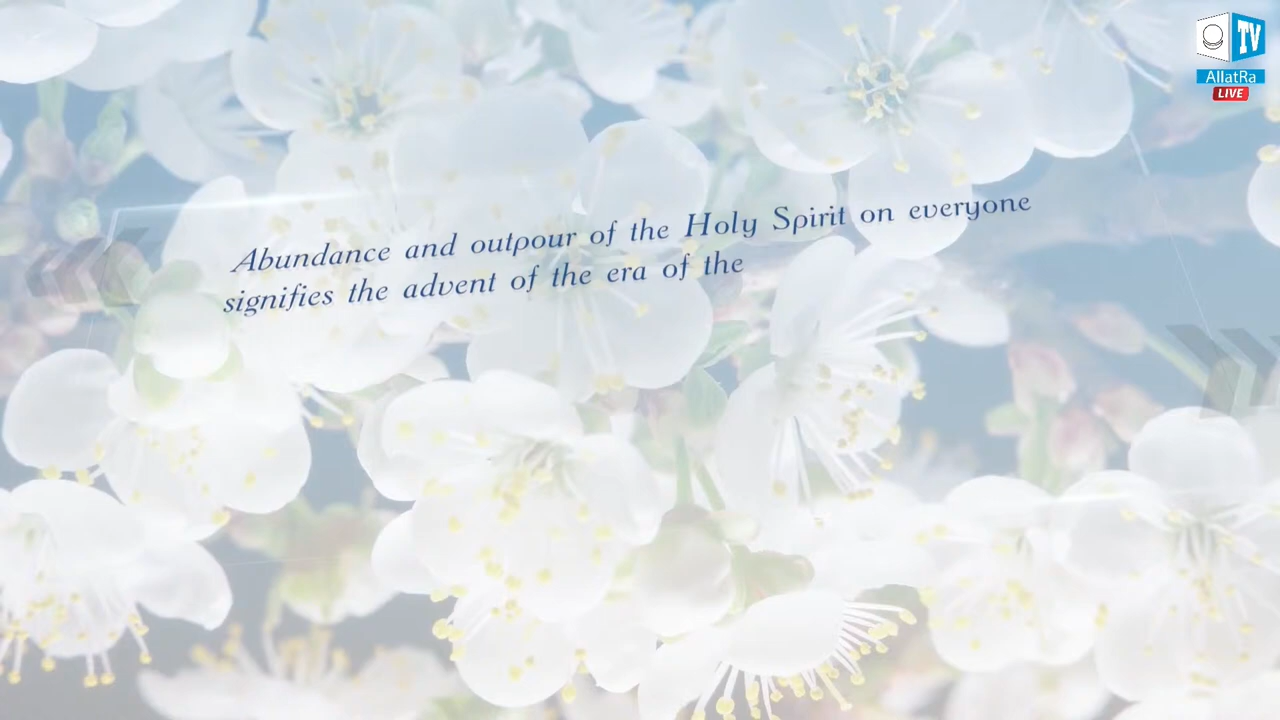 TV
AllatRa
LIVE
Abundance and outpour of the Holy Spirit on everyone
signifies the advent of the era of the